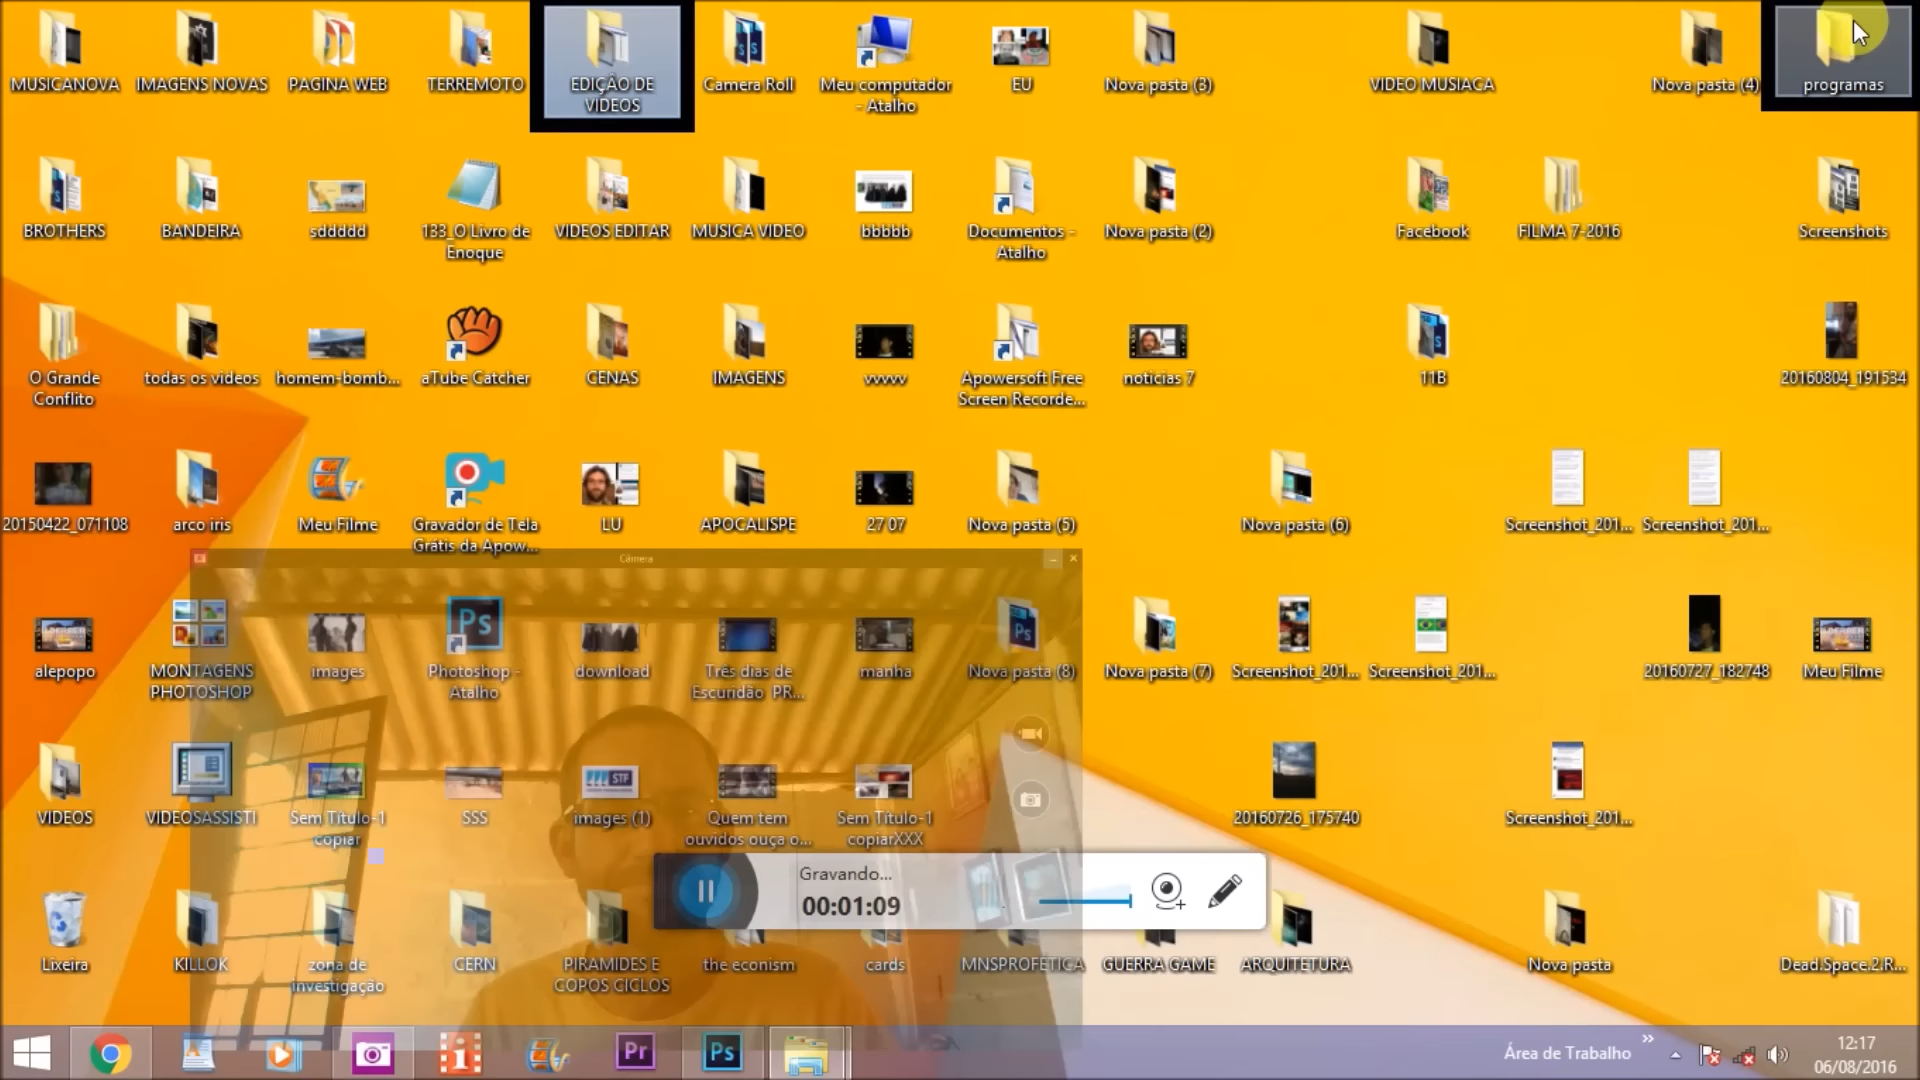 MUSICANOVA
IMAGENS NOVAS
PAGINA WEB
TERREMOTO
EDIÇÃO DE
VIDEOS
Camera Roll
Meu computador
- Atalho
EU
Nova pasta (3)
VIDEO MUSIACA
Nova pasta (4)
programas
BROTHERS
BANDEIRA
sddddd
133_O Livro de
Enoque
VIDEOS EDITAR
MUSICA VIDEO
bbbbb
Documentos -
Atalho
Nova pasta (2)
Facebook
FILMA 7-2016
Screenshots
O Grande
Conflito
todas os videos
homem-bomb...
aTube Catcher
CENAS
IMAGENS
vvvvv
Apowersoft Free
Screen Recorde...
noticias 7
11B
20160804_191534
20150422_071108
arco iris
Meu Filme
Gravador de Tela
Grátis da Apow...
LU
APOCALISPE
27 07
Nova pasta (5)
Nova pasta (6)
Screenshot_201...
Screenshot_201...
Câmera
alepopo
MONTAGENS
PHOTOSHOP
images
Ps
Photoshop -
Atalho
download
Três dias de
Escuridão PR...
manha
Nova pasta (8)
Nova pasta (7)
Screenshot_201...
Screenshot_201...
20160727_182748
Meu Filme
VIDEOS
VIDEOSASSISTI
Sem Título-1
copiar
SSS
STF
images (1)
Quem tem
ouvidos ouça o...
Sem Título-1
copiarXXX
20160726_175740
Screenshot_201...
Gravando...
00:01:09
Lixeira
KILLOK
zona de
investigação
CERN
PIRAMIDES E
COPOS CICLOS
the econism
cards
MNSPROFETICA
GUERRA GAME
ARQUITETURA
Nova pasta
Dead.Space.2.R...
Pr
Ps
Área de Trabalho
12:17
06/08/2016